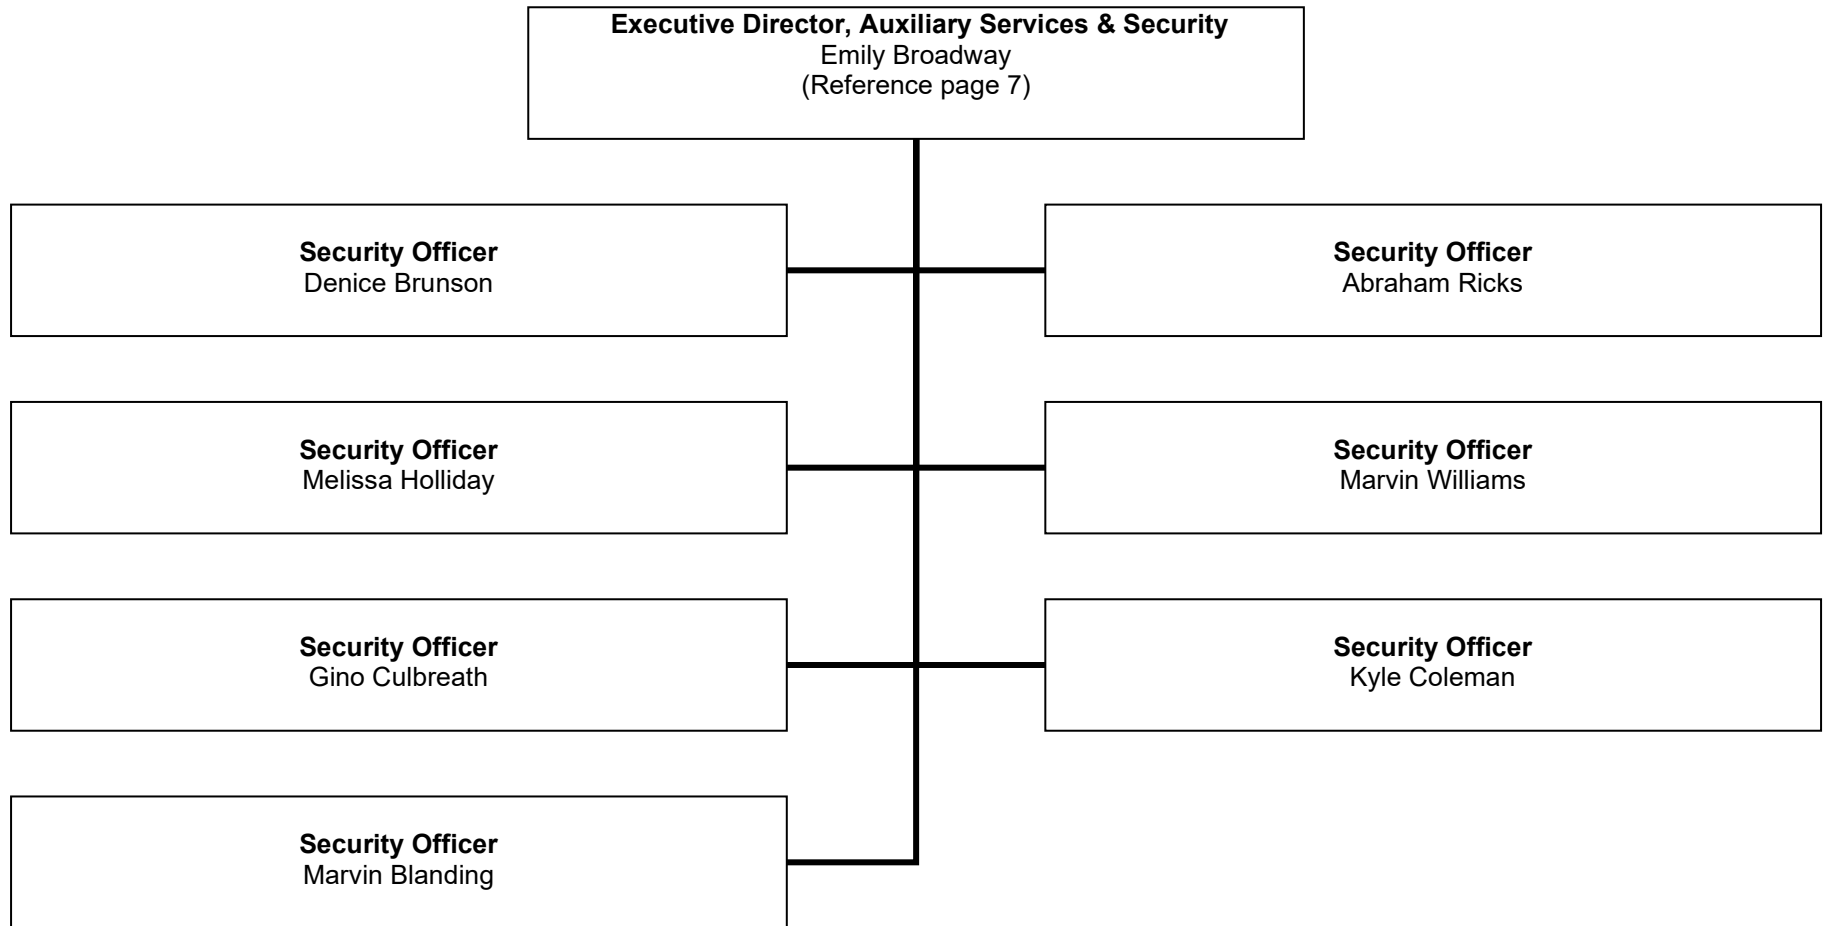 Executive Director, Auxiliary Services & Security
Emily Broadway
(Reference page 7)
Security Officer
Denice Brunson
Security Officer
Abraham Ricks
Security Officer
Melissa Holliday
Security Officer
Marvin Williams
Security Officer
Gino Culbreath
Security Officer
Kyle Coleman
Security Officer
Marvin Blanding